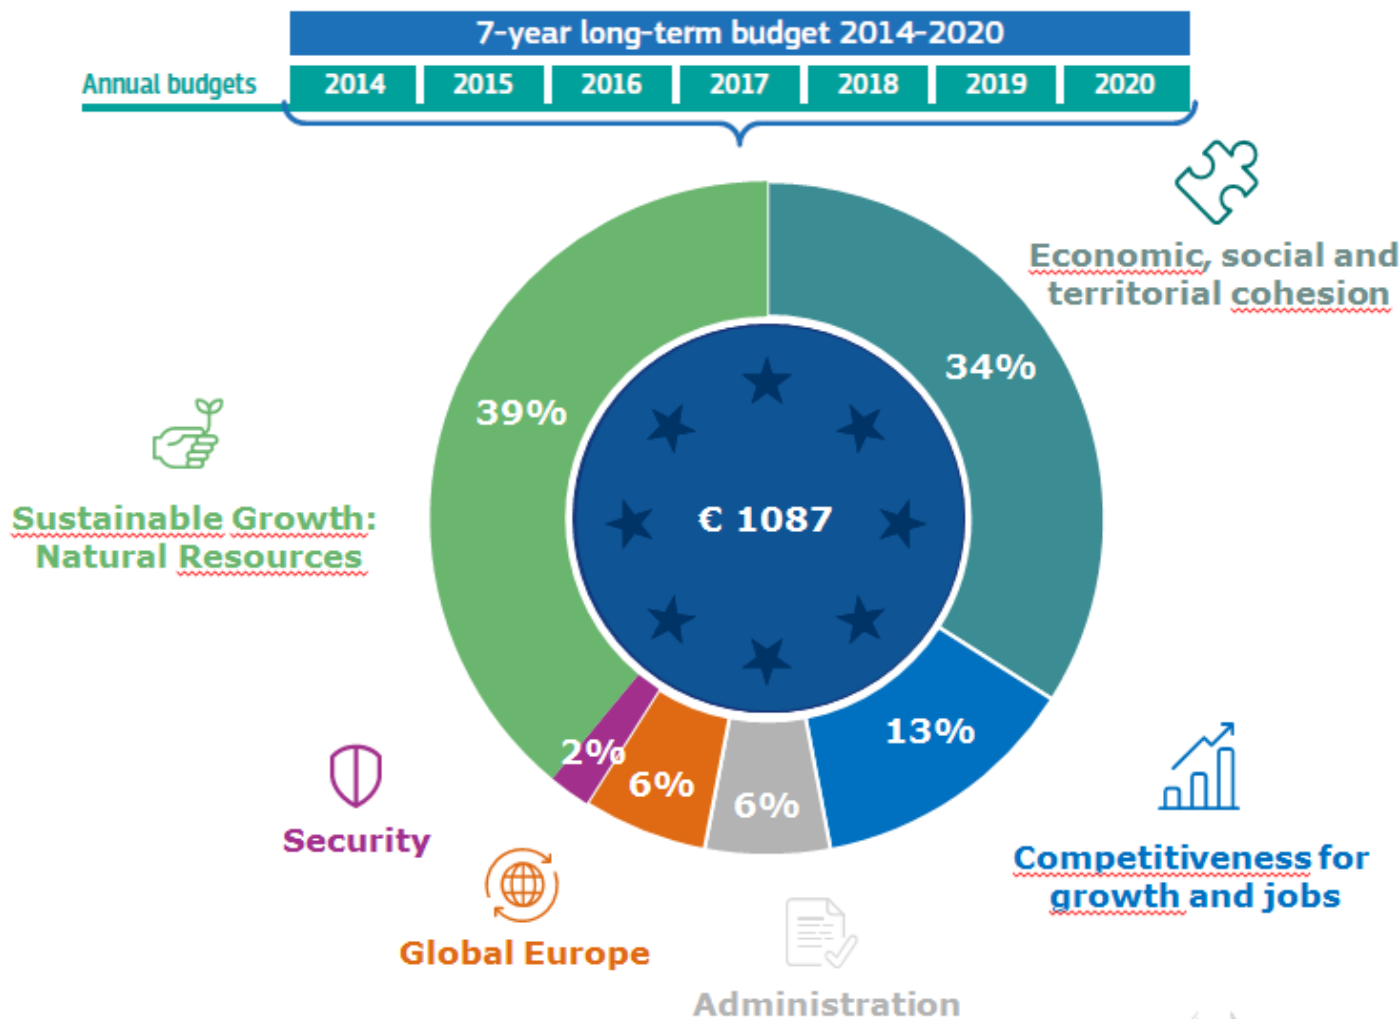 7-year long-term budget 2014-2020
Annual budgets 2014 2015 2016 2017 2018 2019 2020
Economic, social and
territorial cohesion
34%
39%
€ 1087
Sustainable Growth:
Natural Resources
13%
2%
6%
6%
Security
Competitiveness for
growth and jobs
Global Europe
Administration